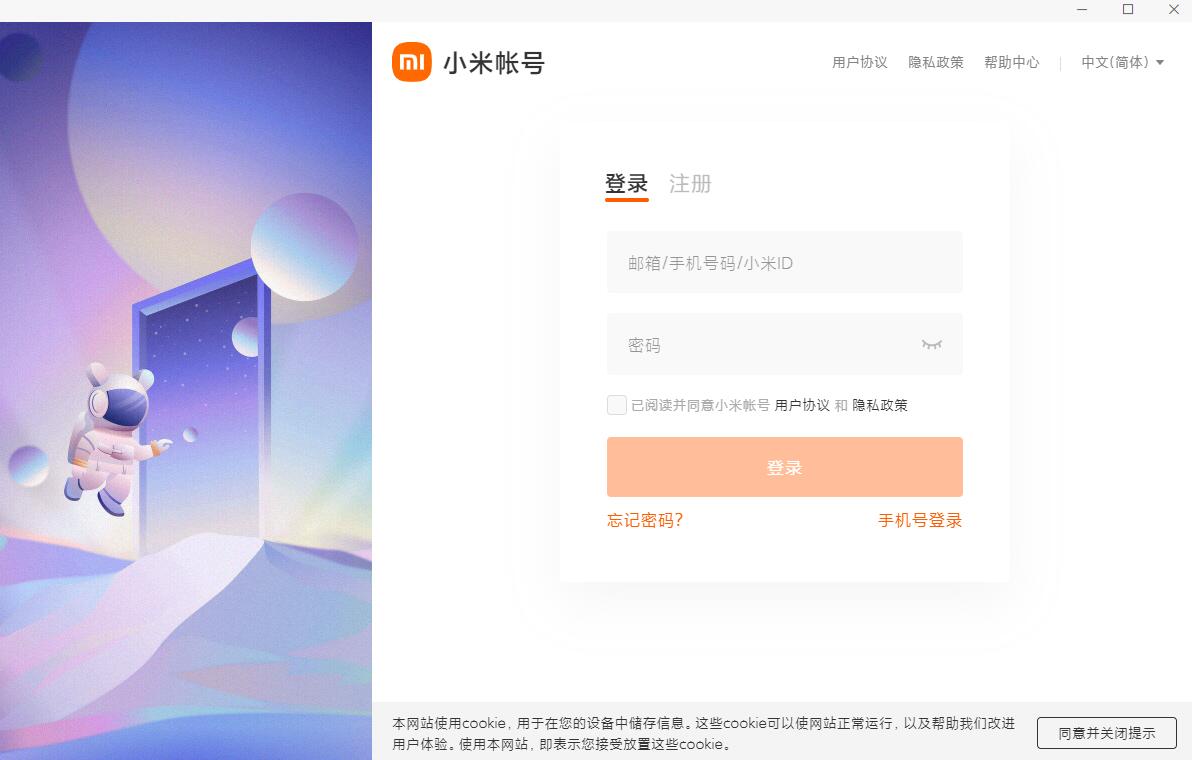 小米帐号
用户协议 隐私政策 帮助中心 | 中文(简体)
登录 注册
邮箱/手机号码/小米ID
密码
已阅读并同意小米帐号 用户协议 和 隐私政策
登录
忘记密码? 手机号登录
本网站使用cookie, 用于在您的设备中储存信息。这些cookie可以使网站正常运行, 以及帮助我们改进
用户体验。使用本网站, 即表示您接受放置这些cookie。
同意并关闭提示